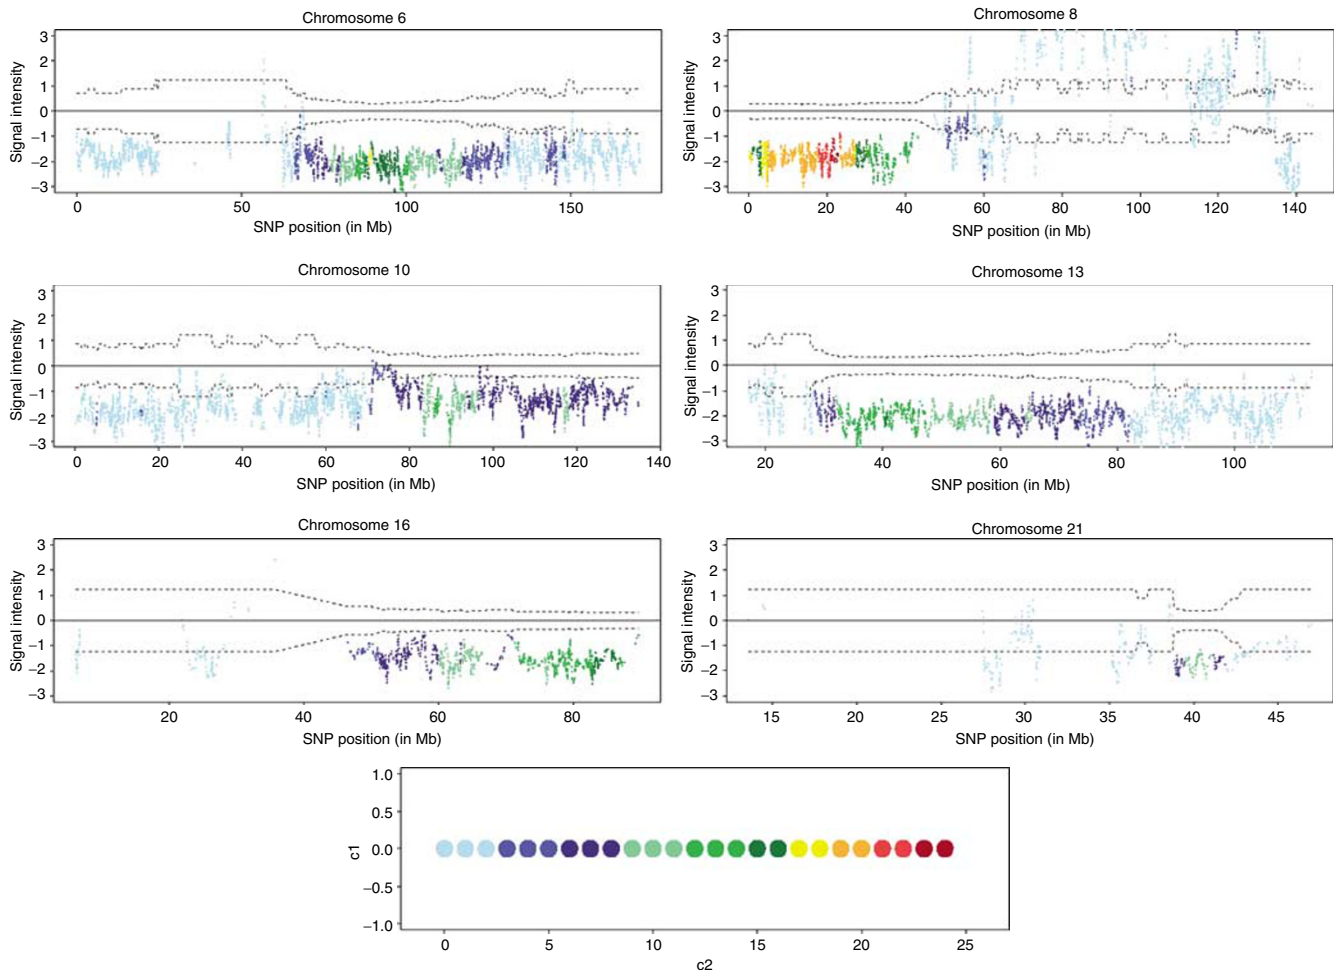 Chromosome 6
Signal intensity
3
2
1
0
−1
−2
−3
0 50 100 150
SNP position (in Mb)
Chromosome 8
Signal intensity
3
2
1
0
−1
−2
−3
0 20 40 60 80 100 120 140
SNP position (in Mb)
Chromosome 10
Signal intensity
3
2
1
0
−1
−2
−3
0 20 40 60 80 100 120 140
SNP position (in Mb)
Chromosome 13
Signal intensity
3
2
1
0
−1
−2
−3
20 40 60 80 100
SNP position (in Mb)
Chromosome 16
Signal intensity
3
2
1
0
−1
−2
−3
20 40 60 80
SNP position (in Mb)
Chromosome 21
Signal intensity
3
2
1
0
−1
−2
−3
15 20 25 30 35 40 45
SNP position (in Mb)
c1
1.0
0.5
0.0
−0.5
−1.0
0 5 10 15 20 25
c2